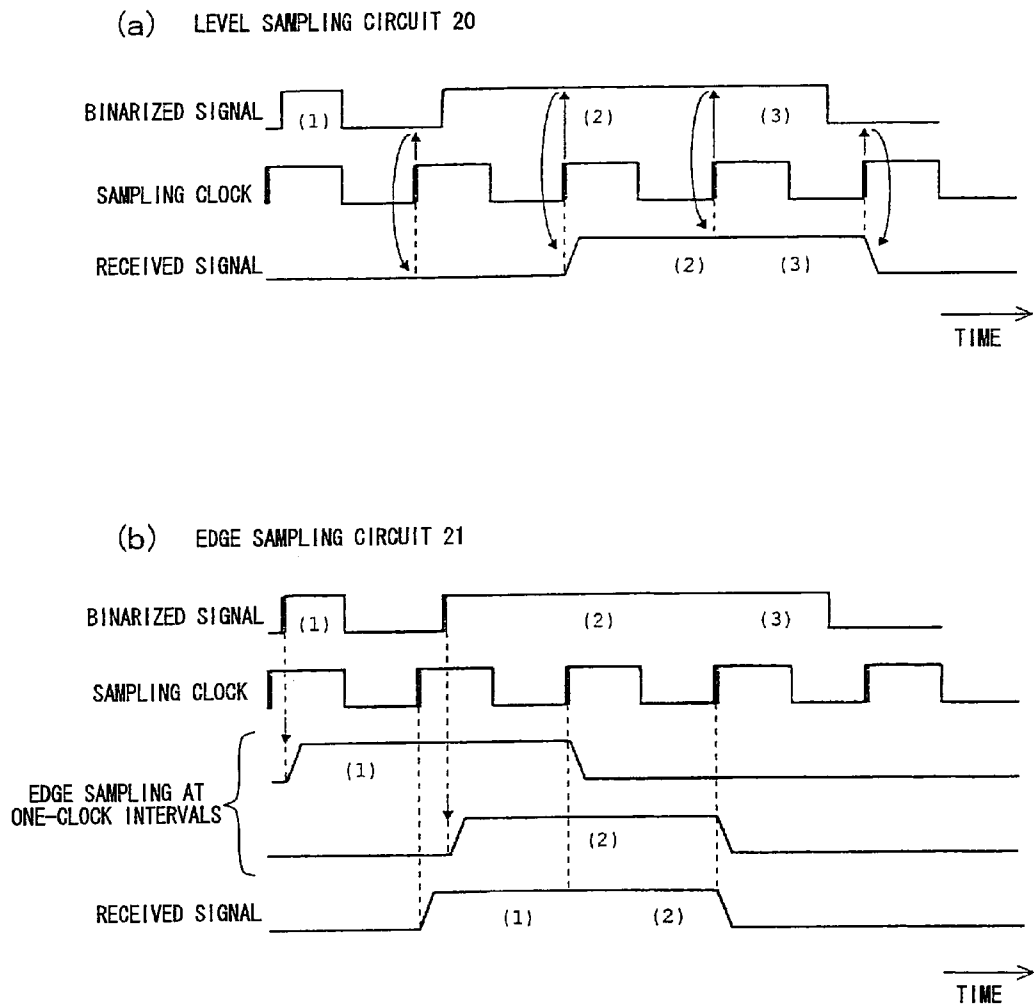 (a) LEVEL SAMPLING CIRCUIT 20
BINARIZED SIGNAL
(1)
(2)
(3)
SAMPLING CLOCK
RECEIVED SIGNAL
(2)
(3)
TIME
(b) EDGE SAMPLING CIRCUIT 21
BINARIZED SIGNAL
(1)
(2)
(3)
SAMPLING CLOCK
EDGE SAMPLING AT
ONE-CLOCK INTERVALS
(1)
(2)
RECEIVED SIGNAL
(1)
(2)
TIME